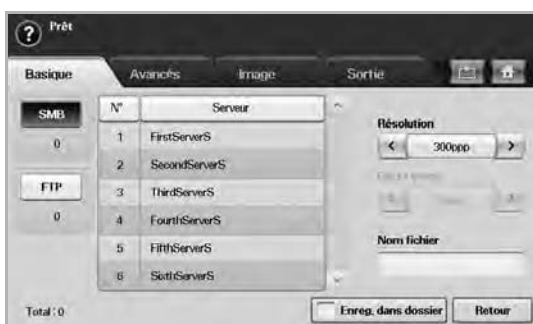 Prêt
Basique
Avancés
Image
Sortie
SMB
0
FTP
0
N° Serveur
1 FirstServerS
2 SecondServerS
3 ThirdServerS
4 FourthServerS
5 FifthServerS
6 SixthServerS
Résolution
300ppp
Nom fichier
Total : 0
Enreg. dans dossier
Retour